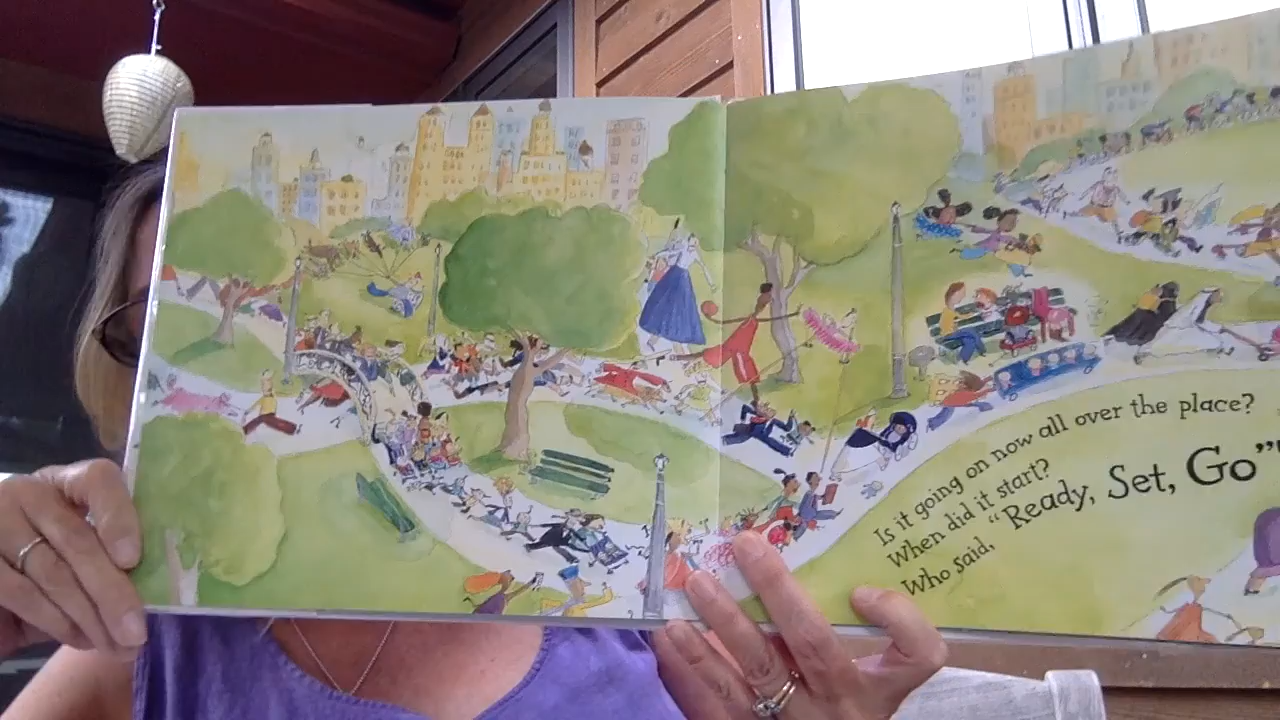 Is it going on now all over the place?
When did it start?
Who said, "Ready, Set, Go"